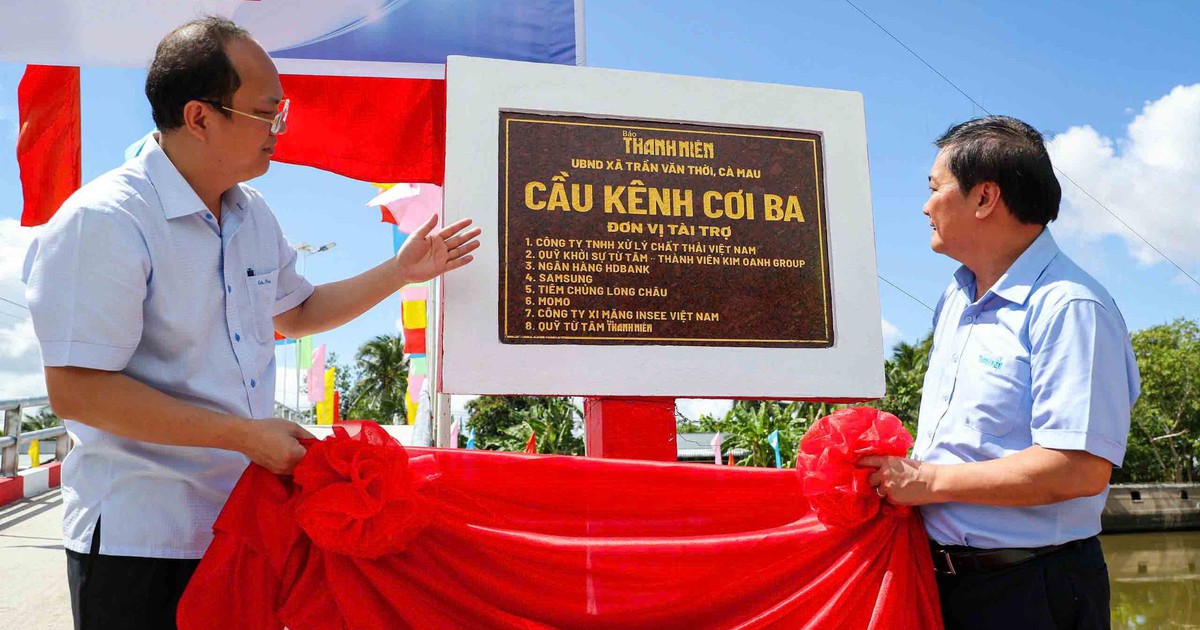 Báo
THANH NIÊN
UBND XÃ TRẦN VĂN THỜI, CÀ MAU
CẦU KÊNH CƠI BA
ĐƠN VỊ TÀI TRỢ
1. CÔNG TY TNHH XỬ LÝ CHẤT THẢI VIỆT NAM
2. QUỸ KHỞI SỰ TỪ TÂM - THÀNH VIÊN KIM OANH GROUP
3. NGÂN HÀNG HDBANK
4. SAMSUNG
5. TIÊM CHỦNG LONG CHÂU
6. MOMO
7. CÔNG TY XI MĂNG INSEE VIỆT NAM
8. QUỸ TỪ TÂM THANH NIÊN